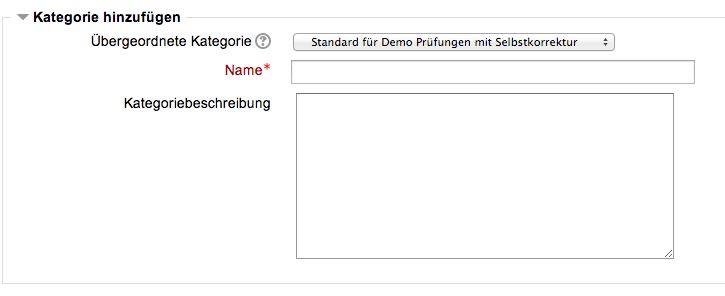 Kategorie hinzufügen
Übergeordnete Kategorie ? Standard für Demo Prüfungen mit Selbstkorrektur
Name*
Kategoriebeschreibung